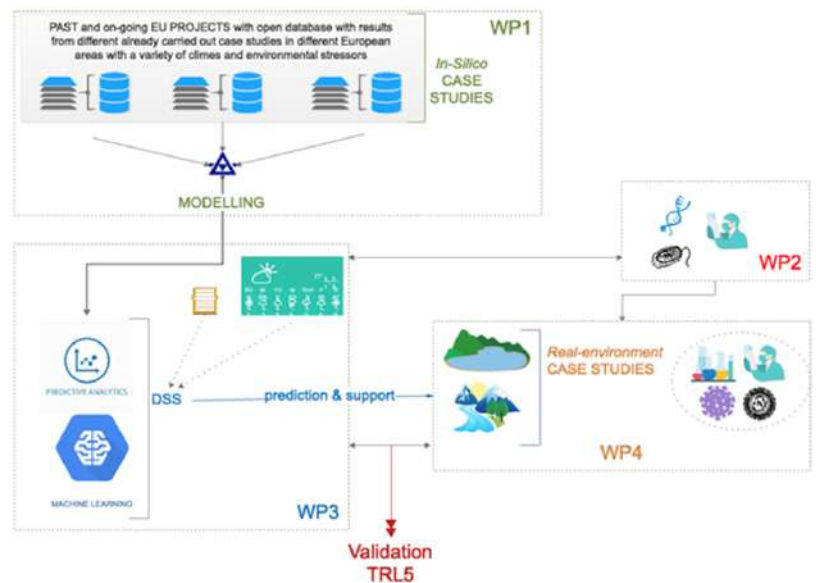 PAST and on-going EU PROJECTS with open database with results
from different already carried out case studies in different European
areas with a variety of climes and environmental stressors
WP1
In-Silico
CASE
STUDIES
MODELLING
WP2
PREDICTIVE ANALYTICS
DSS
MACHINE LEARNING
prediction & support
WP3
Real-environment
CASE STUDIES
WP4
Validation
TRL5